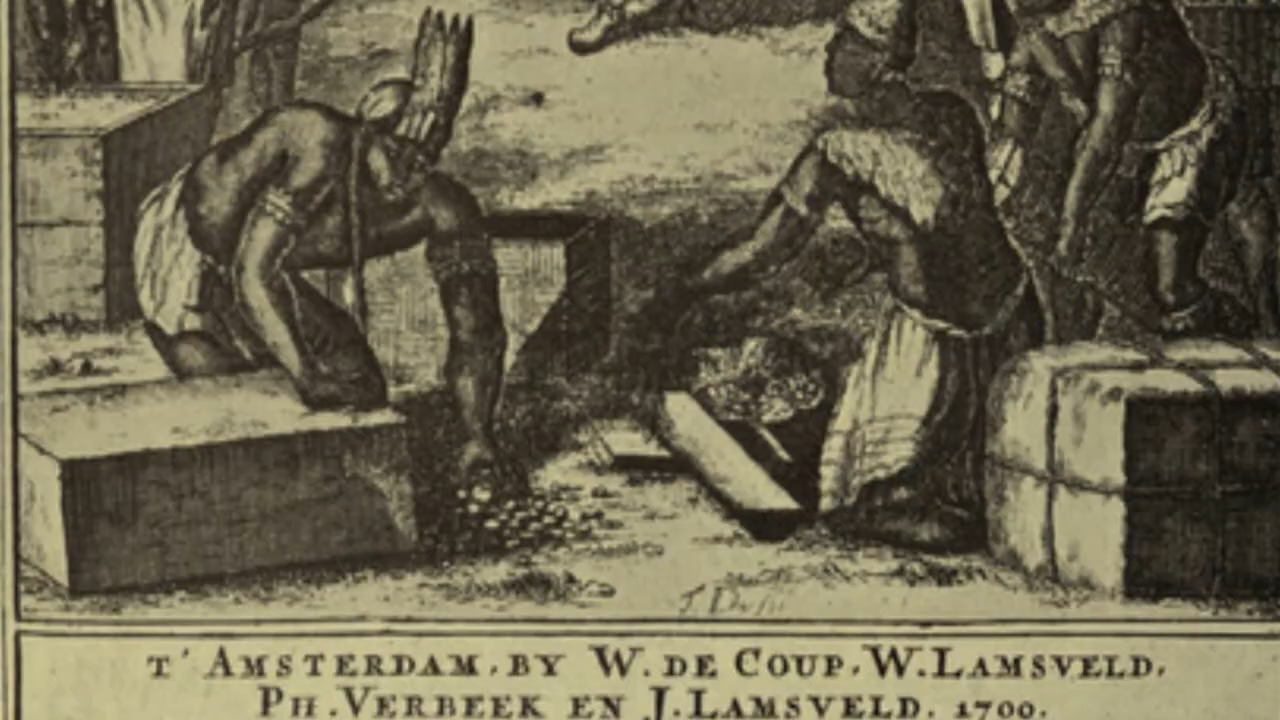 T' AMSTERDAM, BY W. DE COUP, W. LAMSVELD,
PH. VERBEEK EN J. LAMSVELD. 1700.